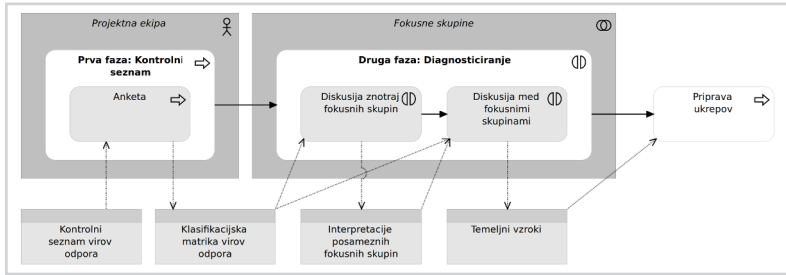 Projektna ekipa
Fokusne skupine
Prva faza: Kontrolni
seznam
Druga faza: Diagnosticiranje
Anketa
Diskusija znotraj
fokusnih skupin
Diskusija med
fokusnimi
skupinami
Priprava
ukrepov
Kontrolni
seznam virov
odpora
Klasifikacijska
matrika virov
odpora
Interpretacije
posameznih
fokusnih skupin
Temeljni vzroki